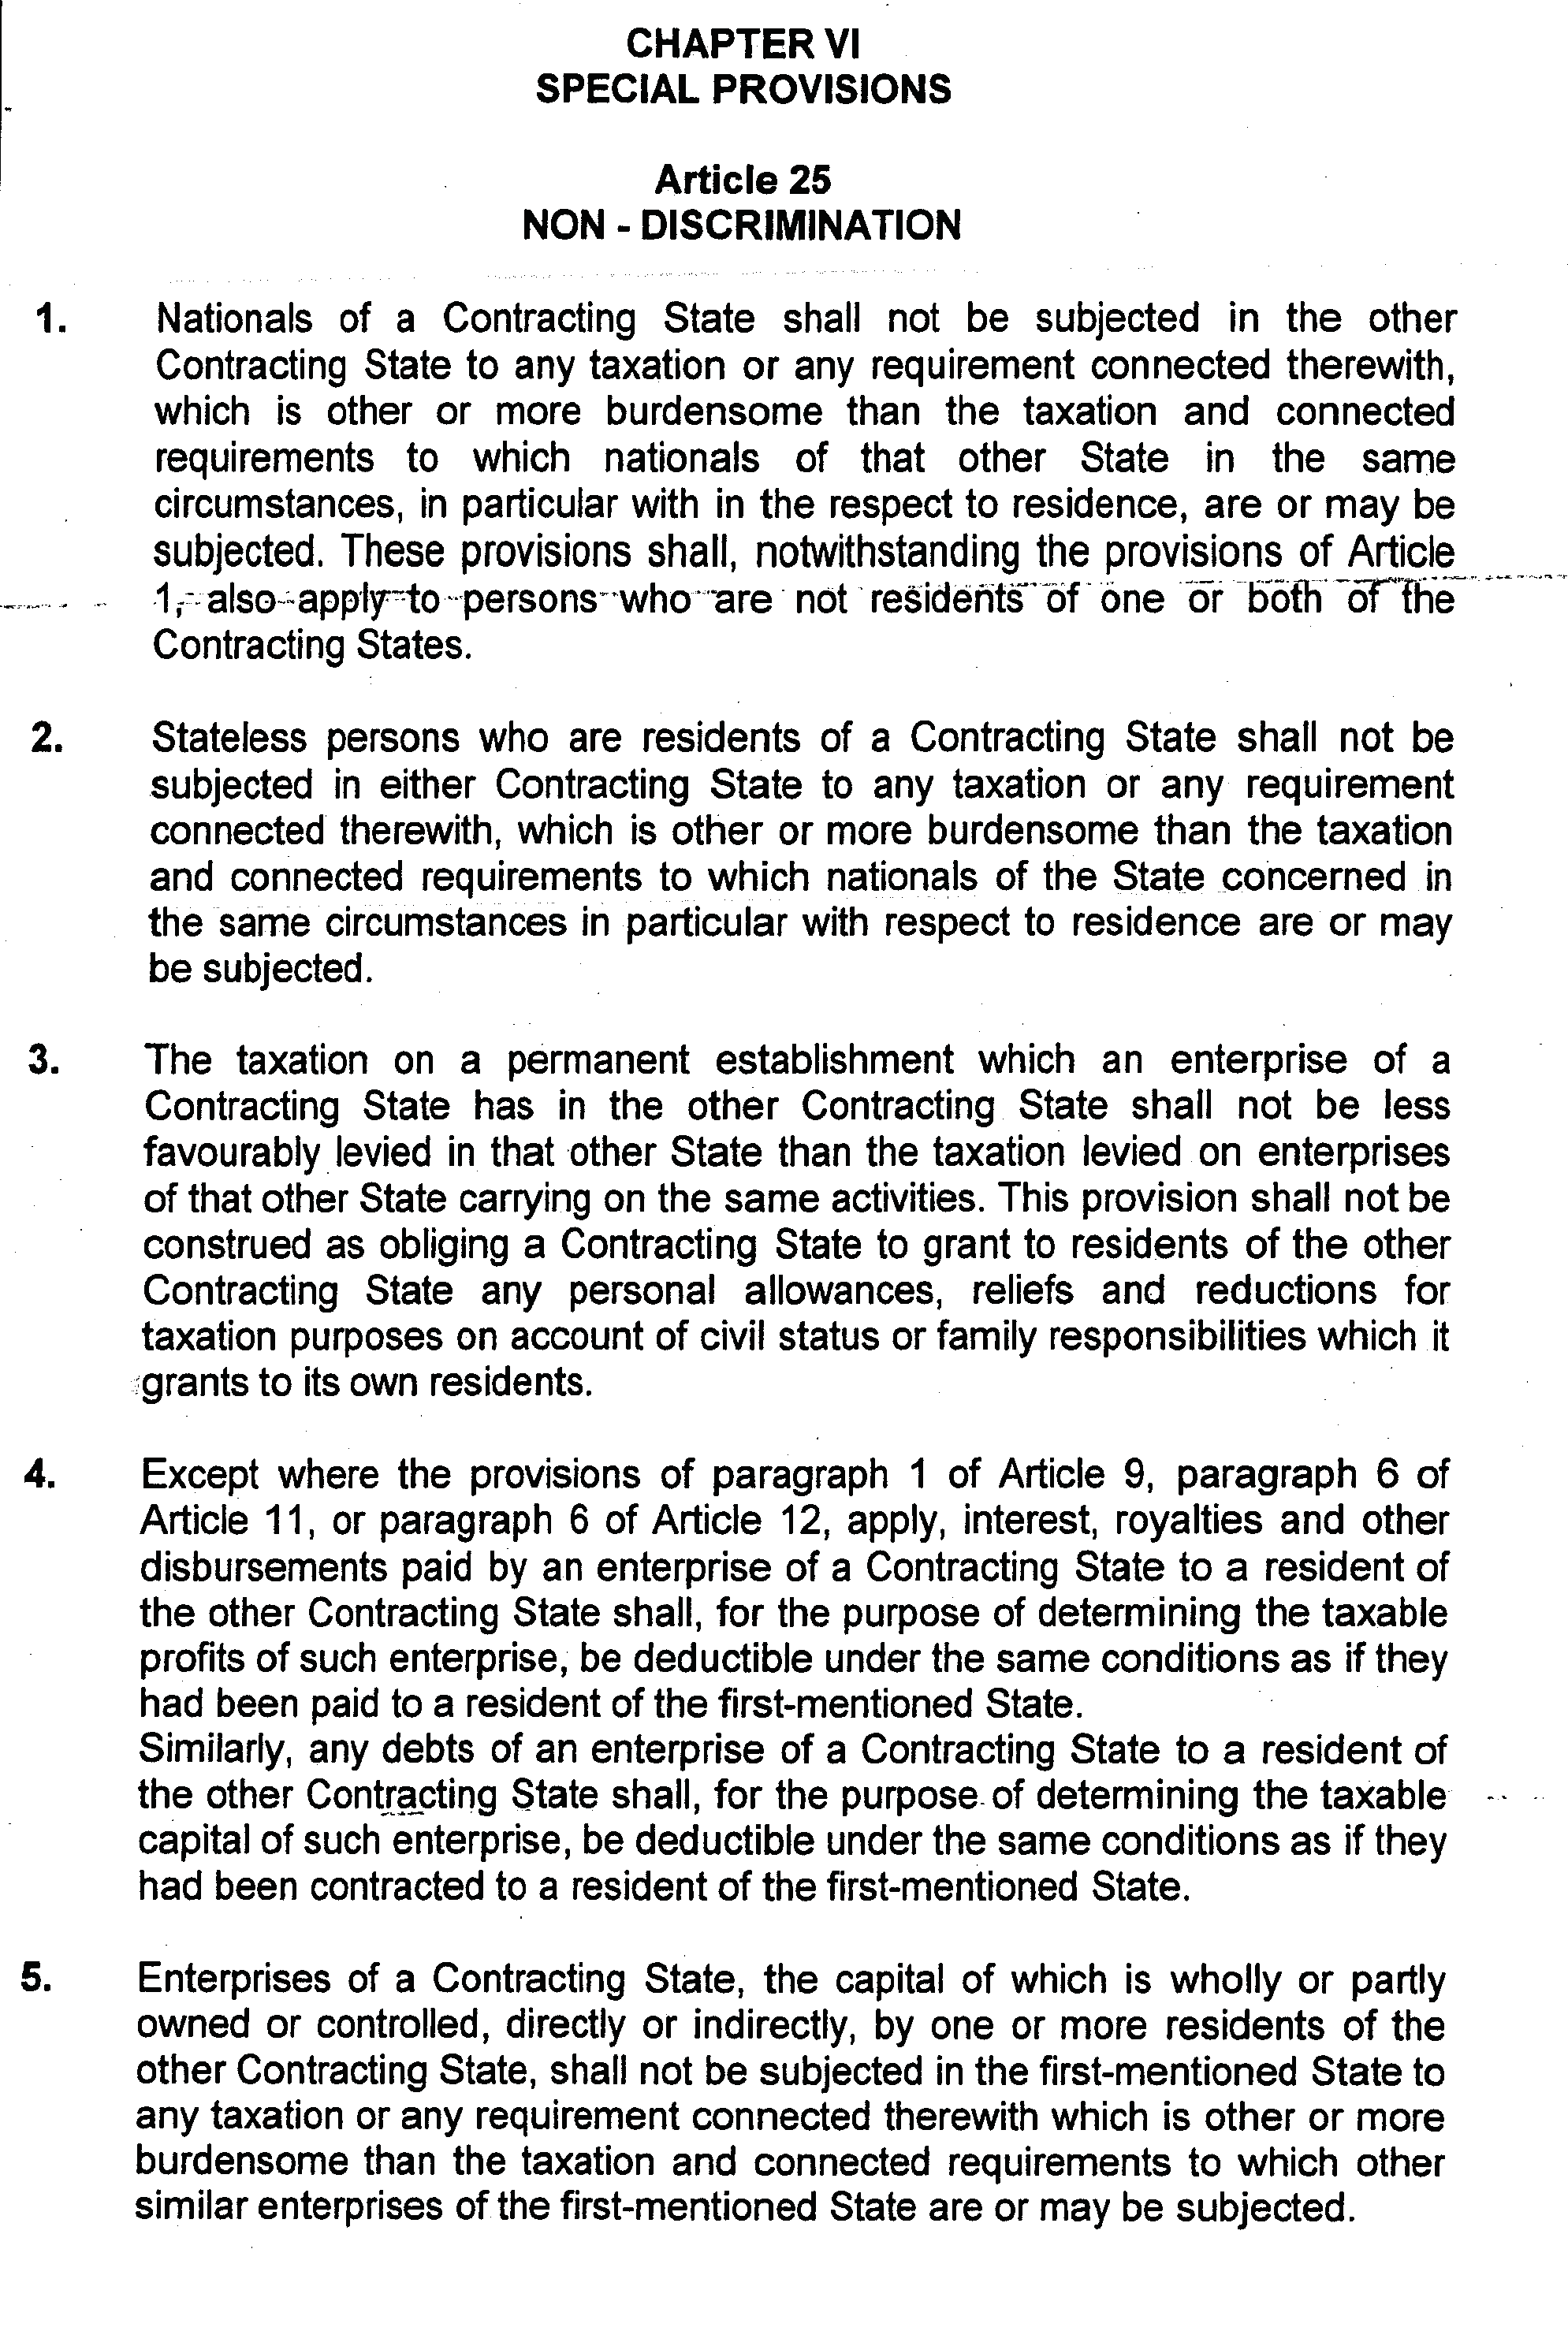 CHAPTER VI
SPECIAL PROVISIONS
Article 25
NON - DISCRIMINATION
1. Nationals of a Contracting State shall not be subjected in the other
Contracting State to any taxation or any requirement connected therewith,
which is other or more burdensome than the taxation and connected
requirements to which nationals of that other State in the same
circumstances, in particular with in the respect to residence, are or may be
subjected. These provisions shall, notwithstanding the provisions of Article
1, also apply to persons who are not residents of one or both of the
Contracting States.
2. Stateless persons who are residents of a Contracting State shall not be
subjected in either Contracting State to any taxation or any requirement
connected therewith, which is other or more burdensome than the taxation
and connected requirements to which nationals of the State concerned in
the same circumstances in particular with respect to residence are or may
be subjected.
3. The taxation on a permanent establishment which an enterprise of a
Contracting State has in the other Contracting State shall not be less
favourably levied in that other State than the taxation levied on enterprises
of that other State carrying on the same activities. This provision shall not be
construed as obliging a Contracting State to grant to residents of the other
Contracting State any personal allowances, reliefs and reductions for
taxation purposes on account of civil status or family responsibilities which it
grants to its own residents.
4. Except where the provisions of paragraph 1 of Article 9, paragraph 6 of
Article 11, or paragraph 6 of Article 12, apply, interest, royalties and other
disbursements paid by an enterprise of a Contracting State to a resident of
the other Contracting State shall, for the purpose of determining the taxable
profits of such enterprise, be deductible under the same conditions as if they
had been paid to a resident of the first-mentioned State.
Similarly, any debts of an enterprise of a Contracting State to a resident of
the other Contracting State shall, for the purpose of determining the taxable
capital of such enterprise, be deductible under the same conditions as if they
had been contracted to a resident of the first-mentioned State.
5. Enterprises of a Contracting State, the capital of which is wholly or partly
owned or controlled, directly or indirectly, by one or more residents of the
other Contracting State, shall not be subjected in the first-mentioned State to
any taxation or any requirement connected therewith which is other or more
burdensome than the taxation and connected requirements to which other
similar enterprises of the first-mentioned State are or may be subjected.